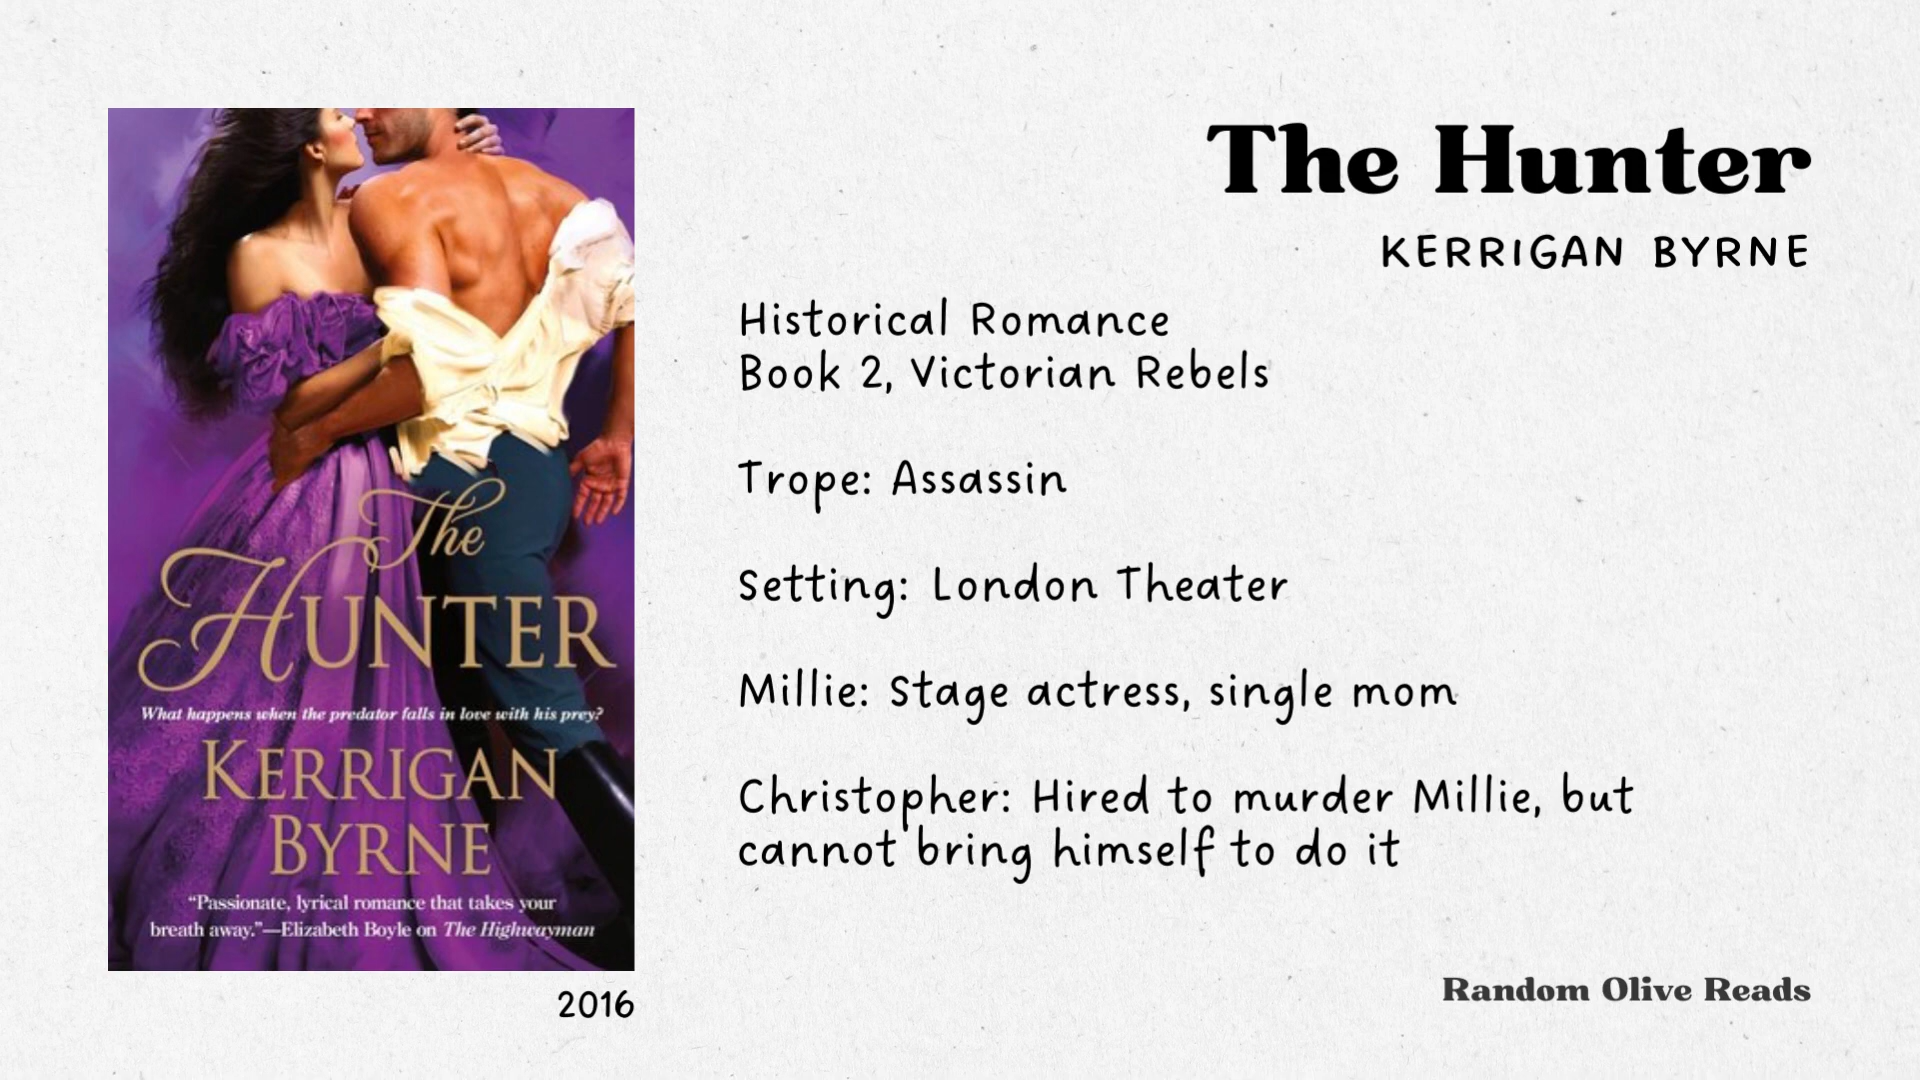 The Hunter
KERRIGAN BYRNE
Historical Romance
Book 2, Victorian Rebels
Trope: Assassin
Setting: London Theater
Millie: Stage actress, single mom
Christopher: Hired to murder Millie, but
cannot bring himself to do it
The
HUNTER
What happens when the predator falls in love with his prey?
KERRIGAN
BYRNE
“Passionate, lyrical romance that takes your
breath away.”—Elizabeth Boyle on The Highwayman
2016
Random Olive Reads